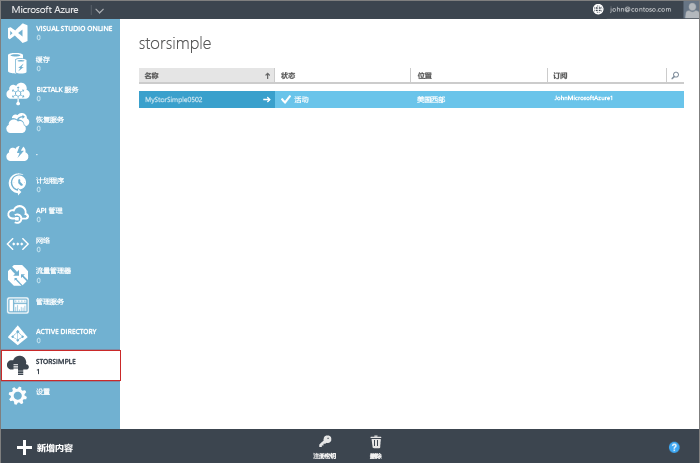 Microsoft Azure
john@contoso.com
VISUAL STUDIO ONLINE
0
缓存
0
BIZTALK 服务
0
恢复服务
0
-
计划程序
0
API 管理
0
网络
0
流量管理器
0
管理服务
ACTIVE DIRECTORY
0
STORSIMPLE
1
设置
storsimple
名称 状态 位置 订阅
MyStorSimple0502 活动 美国西部 JohnMicrosoftAzure1
新增内容
注册密钥
删除
?